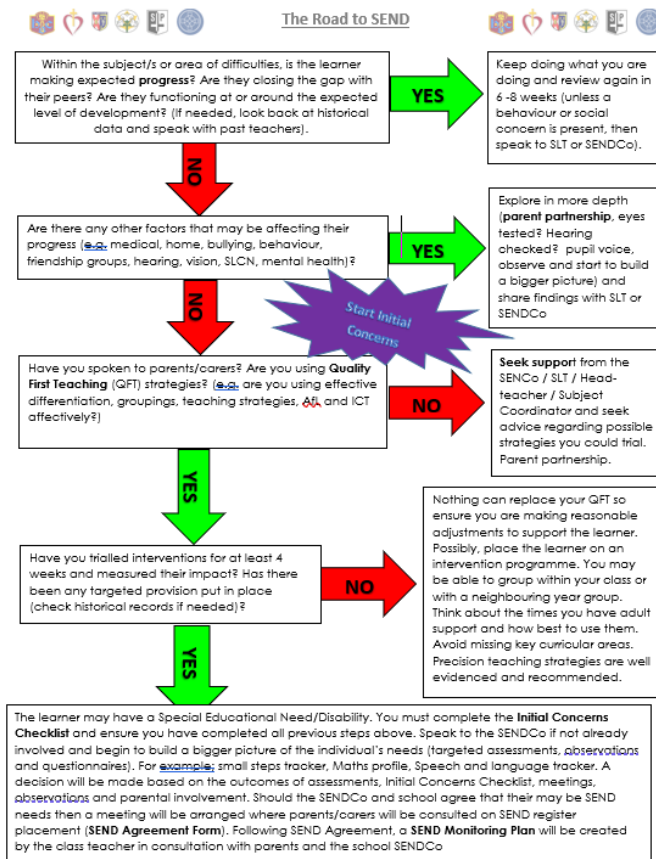 The Road to SEND
Within the subject/s or area of difficulties, is the learner
making expected progress? Are they closing the gap with
their peers? Are they functioning at or around the expected
level of development? (If needed, look back at historical
data and speak with past teachers).
YES
Keep doing what you are
doing and review again in
6 -8 weeks (unless a
behaviour or social
concern is present, then
speak to SLT or SENDCo).
NO
Are there any other factors that may be affecting their
progress (e.g. medical, home, bullying, behaviour,
friendship groups, hearing, vision, SLCN, mental health)?
YES
Explore in more depth
(parent partnership, eyes
tested? Hearing
checked? pupil voice,
observe and start to build
a bigger picture) and
share findings with SLT or
SENDCo
NO
Start Initial
Concerns
Have you spoken to parents/carers? Are you using Quality
First Teaching (QFT) strategies? (e.g. are you using effective
differentiation, groupings, teaching strategies, AfL and ICT
affectively?)
NO
Seek support from the
SENCo / SLT / Head-
teacher / Subject
Coordinator and seek
advice regarding possible
strategies you could trial.
Parent partnership.
YES
Have you trialled interventions for at least 4
weeks and measured their impact? Has there
been any targeted provision put in place
(check historical records if needed)?
NO
Nothing can replace your QFT so
ensure you are making reasonable
adjustments to support the learner.
Possibly, place the learner on an
intervention programme. You may
be able to group within your class or
with a neighbouring year group.
Think about the times you have adult
support and how best to use them.
Avoid missing key curricular areas.
Precision teaching strategies are well
evidenced and recommended.
YES
The learner may have a Special Educational Need/Disability. You must complete the Initial Concerns
Checklist and ensure you have completed all previous steps above. Speak to the SENDCo if not already
involved and begin to build a bigger picture of the individual's needs (targeted assessments, observations
and questionnaires). For example; small steps tracker, Maths profile, Speech and language tracker. A
decision will be made based on the outcomes of assessments, Initial Concerns Checklist, meetings,
observations and parental involvement. Should the SENDCo and school agree that their may be SEND
needs then a meeting will be arranged where parents/carers will be consulted on SEND register
placement (SEND Agreement Form). Following SEND Agreement, a SEND Monitoring Plan will be created
by the class teacher in consultation with parents and the school SENDCo